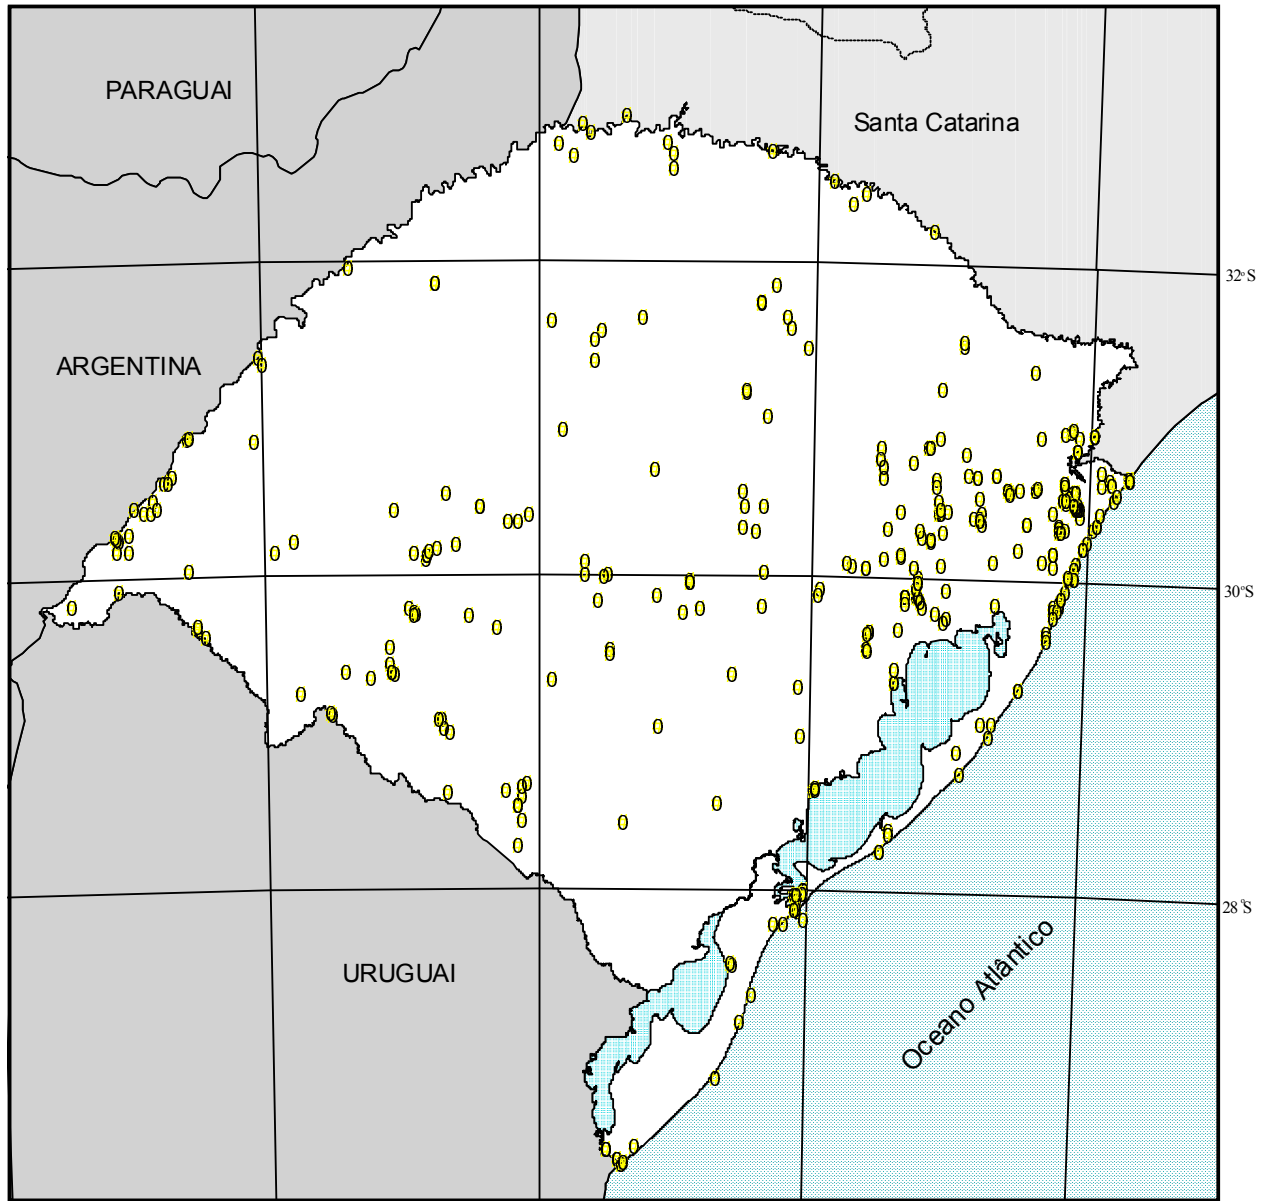 PARAGUAI
Santa Catarina
32°S
ARGENTINA
30°S
28°S
URUGUAI
Oceano Atlântico